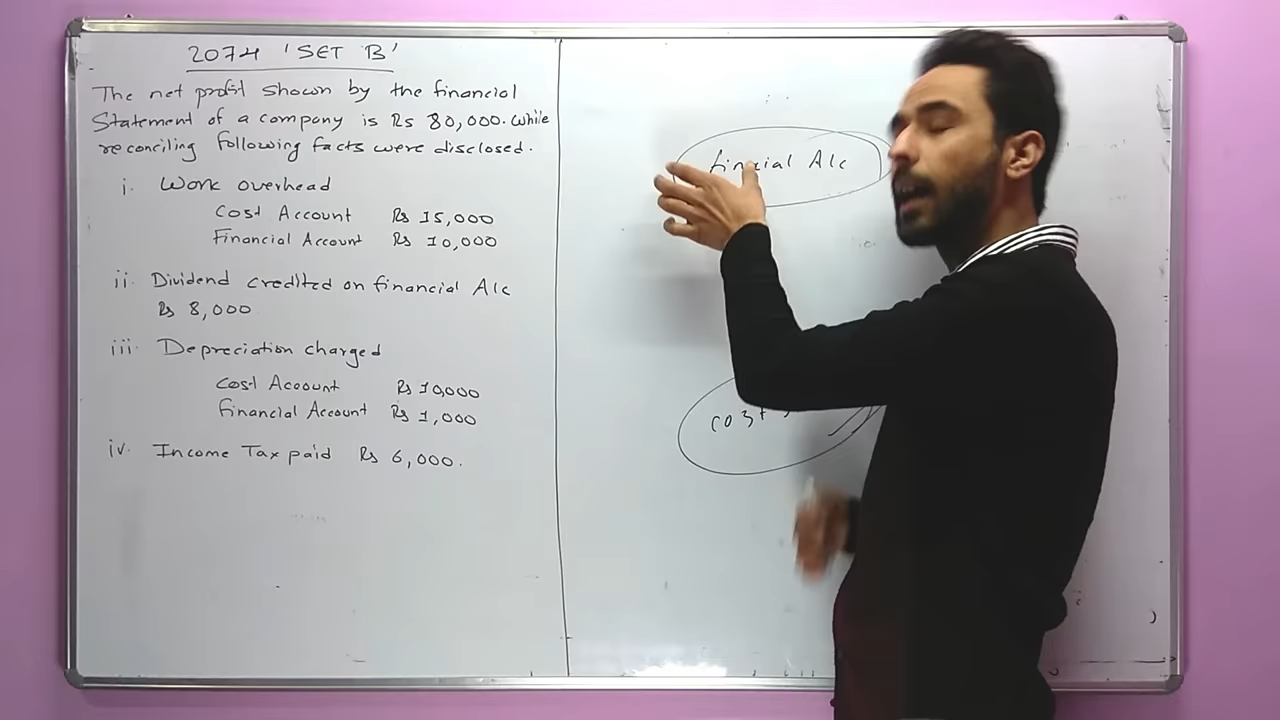 2074 'SET B'
The net profit shown by the financial
Statement of a company is Rs 80,000. While
reconciling following facts were disclosed.
i. Work overhead
Cost Account Rs 15,000
Financial Account Rs 10,000
ii. Dividend credited on financial A/c
Rs 8,000
iii. Depreciation charged
Cost Account Rs 10,000
Financial Account Rs 1,000
iv. Income Tax paid Rs 6,000.
A/c
cost